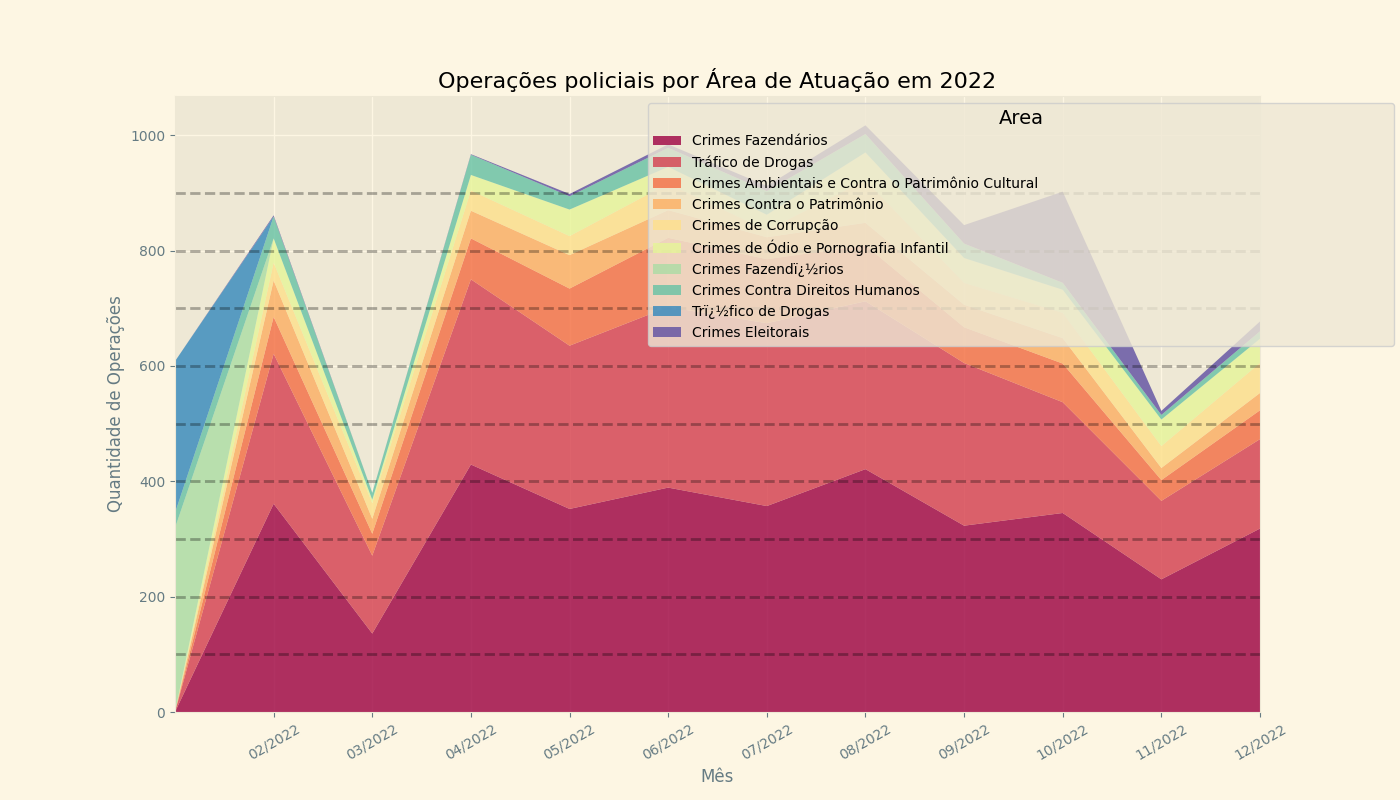 Operações policiais por Área de Atuação em 2022
Area
Crimes Fazendários
Tráfico de Drogas
Crimes Ambientais e Contra o Patrimônio Cultural
Crimes Contra o Patrimônio
Crimes de Corrupção
Crimes de Ódio e Pornografia Infantil
Crimes Fazendï¿½rios
Crimes Contra Direitos Humanos
Trï¿½fico de Drogas
Crimes Eleitorais
Quantidade de Operações
1000
800
600
400
200
0
02/2022
03/2022
04/2022
05/2022
06/2022
07/2022
08/2022
09/2022
10/2022
11/2022
12/2022
Mês